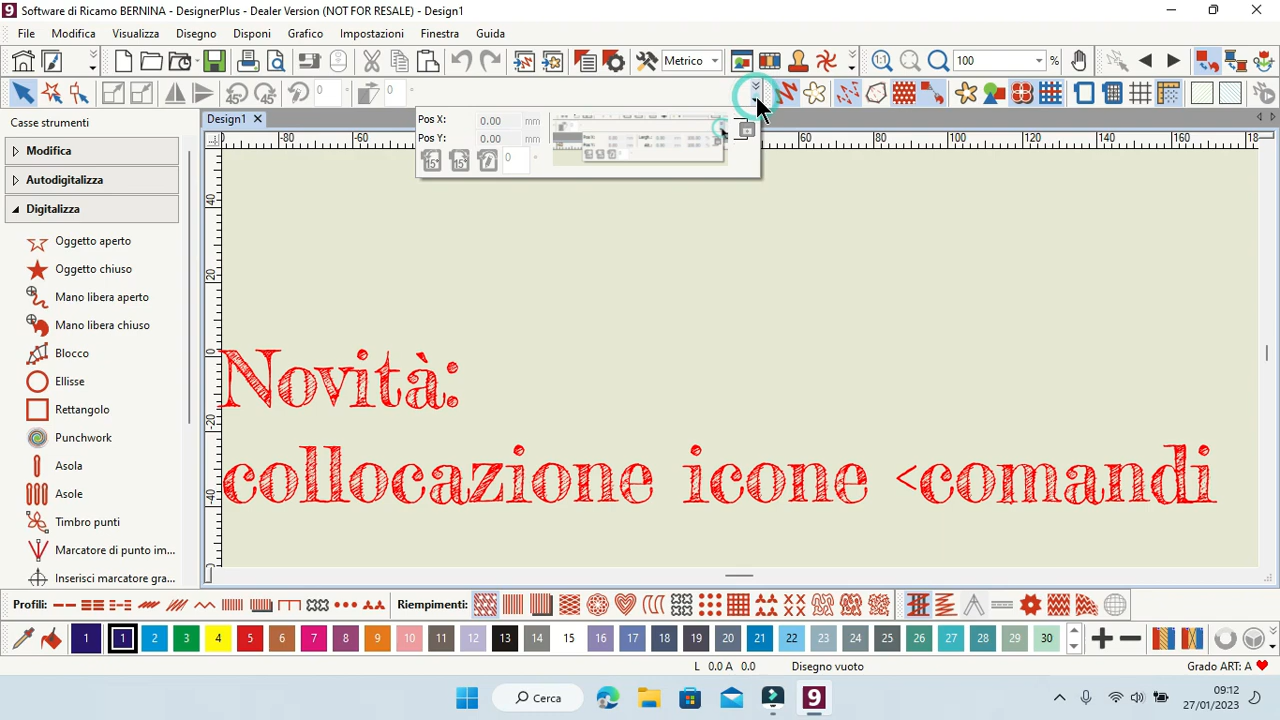 9 Software di Ricamo BERNINA - DesignerPlus - Dealer Version (NOT FOR RESALE) - Design1
File Modifica Visualizza Disegno Disponi Grafico Impostazioni Finestra Guida
Metrico 100 %
0 ° 0 °
Design1
Pos X: 0.00 mm
Pos Y: 0.00 mm
0 °
Casse strumenti
Modifica
Autodigitalizza
Digitalizza
Oggetto aperto
Oggetto chiuso
Mano libera aperto
Mano libera chiuso
Blocco
Ellisse
Rettangolo
Punchwork
Asola
Asole
Timbro punti
Marcatore di punto im...
Inserisci marcatore gra...
Novità:
collocazione icone <comandi
Profili: Riempimenti:
1 1 2 3 4 5 6 7 8 9 10 11 12 13 14 15 16 17 18 19 20 21 22 23 24 25 26 27 28 29 30
L 0.0 A 0.0 Disegno vuoto Grado ART: A
Cerca
09:12
27/01/2023